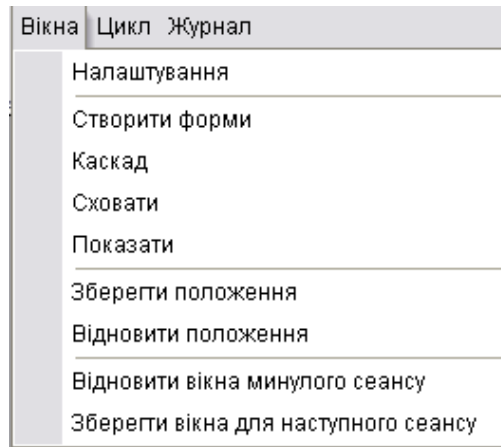 Вікна Цикл Журнал
Налаштування
Створити форми
Каскад
Сховати
Показати
Зберегти положення
Відновити положення
Відновити вікна минулого сеансу
Зберегти вікна для наступного сеансу